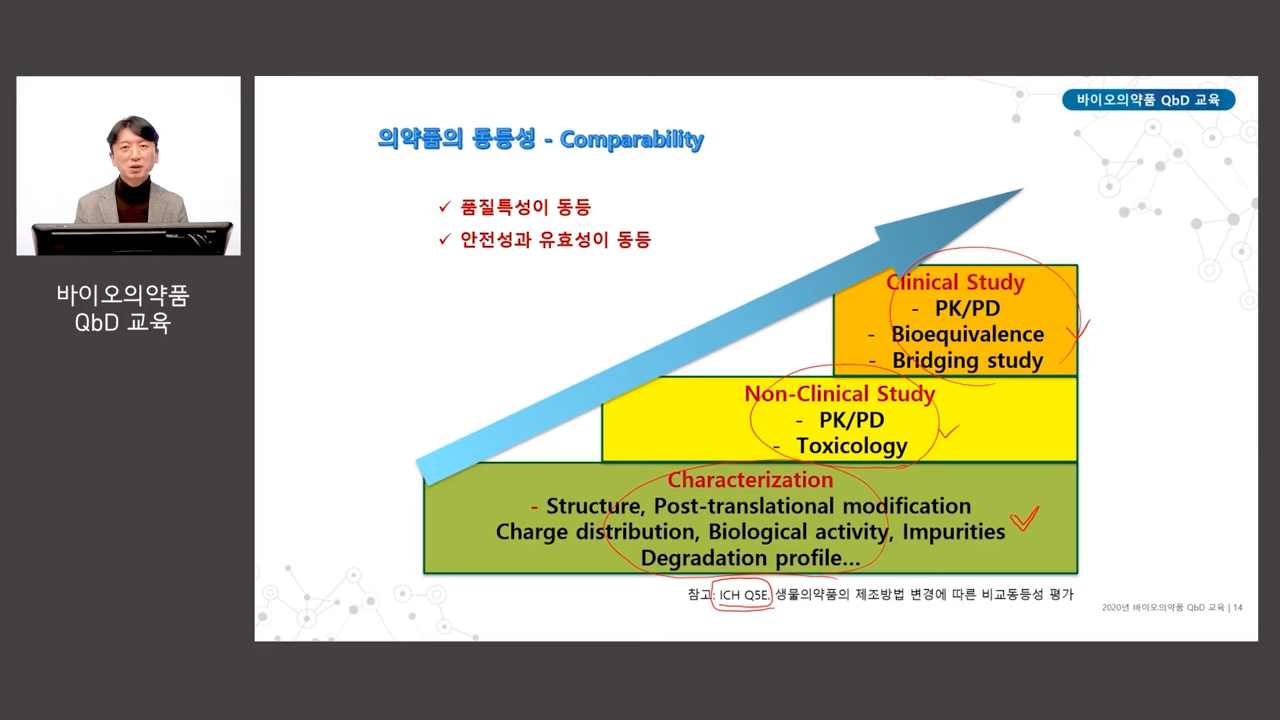 바이오의약품 QbD 교육
의약품의 동등성 - Comparability
✓ 품질특성이 동등
✓ 안전성과 유효성이 동등
바이오의약품
QbD 교육
Clinical Study
- PK/PD
- Bioequivalence
- Bridging study
Non-Clinical Study
- PK/PD
- Toxicology
Characterization
- Structure, Post-translational modification
Charge distribution, Biological activity, Impurities
Degradation profile...
참고: ICH Q5E. 생물의약품의 제조방법 변경에 따른 비교동등성 평가
2020년 바이오의약품 QbD 교육 | 14